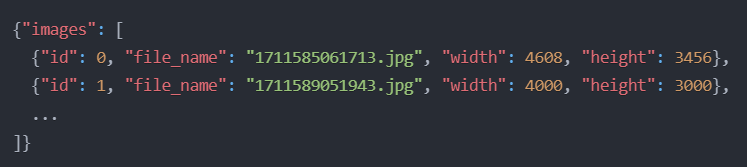 {"images": [
  {"id": 0, "file_name": "1711585061713.jpg", "width": 4608, "height": 3456},
  {"id": 1, "file_name": "1711589051943.jpg", "width": 4000, "height": 3000},
  ...
]}